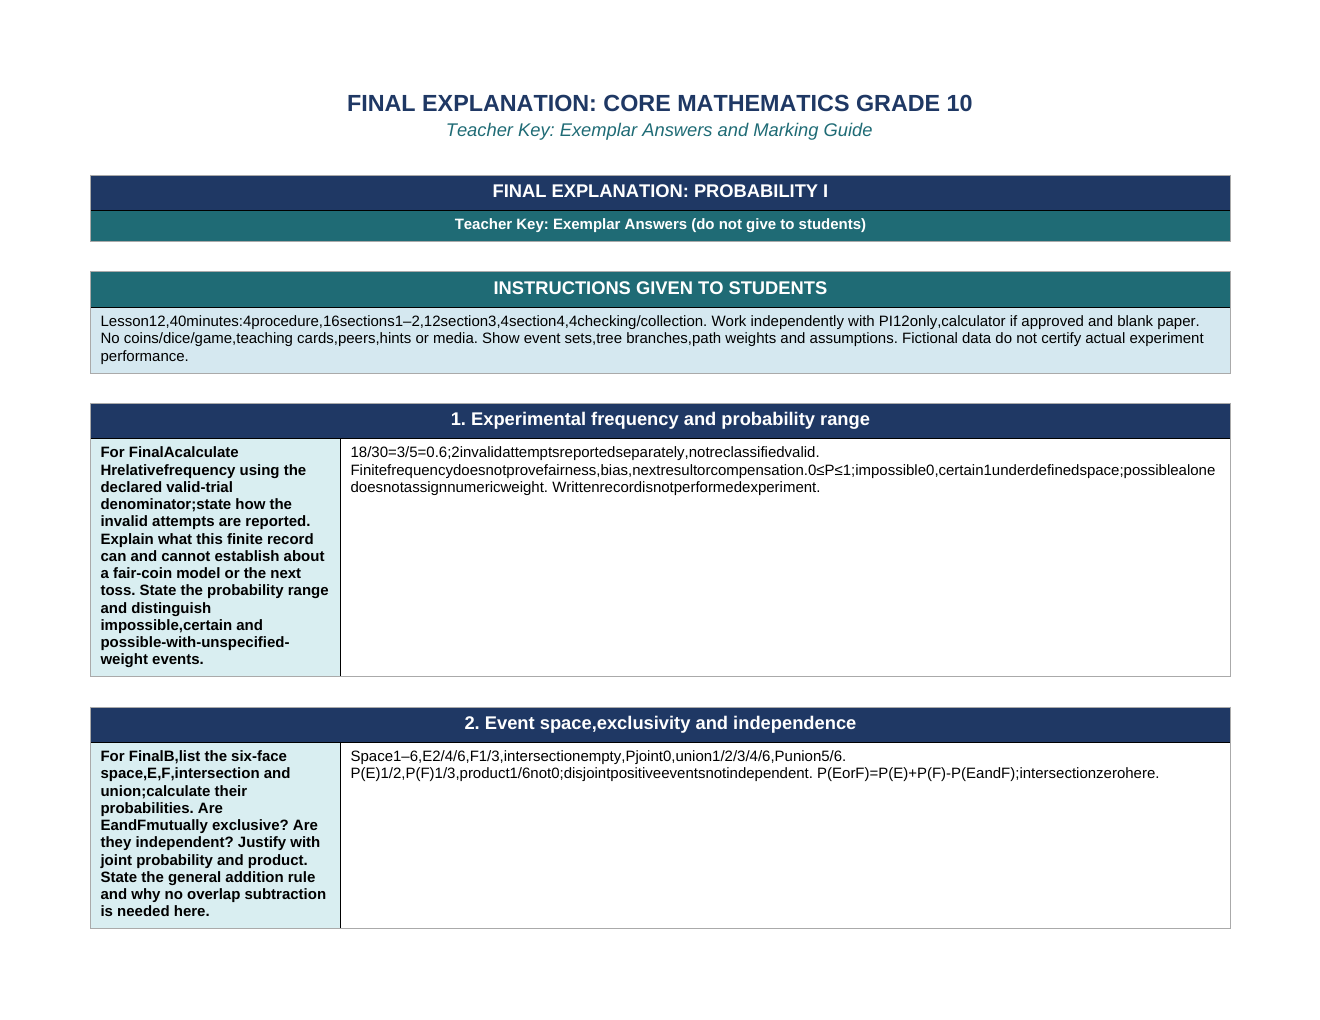 FINAL EXPLANATION: CORE MATHEMATICS GRADE 10
Teacher Key: Exemplar Answers and Marking Guide
FINAL EXPLANATION: PROBABILITY I
Teacher Key: Exemplar Answers (do not give to students)
INSTRUCTIONS GIVEN TO STUDENTS
Lesson12,40minutes:4procedure,16sections1–2,12section3,4section4,4checking/collection. Work independently with PI12only,calculator if approved and blank paper.
No coins/dice/game,teaching cards,peers,hints or media. Show event sets,tree branches,path weights and assumptions. Fictional data do not certify actual experiment
performance.
1. Experimental frequency and probability range
For FinalAcalculate
Hrelativefrequency using the
declared valid-trial
denominator;state how the
invalid attempts are reported.
Explain what this finite record
can and cannot establish about
a fair-coin model or the next
toss. State the probability range
and distinguish
impossible,certain and
possible-with-unspecified-
weight events.
18/30=3/5=0.6;2invalidattemptsreportedseparately,notreclassifiedvalid.
Finitefrequencydoesnotprovefairness,bias,nextresultorcompensation.0≤P≤1;impossible0,certain1underdefinedspace;possiblealone
doesnotassignnumericweight. Writtenrecordisnotperformedexperiment.
2. Event space,exclusivity and independence
For FinalB,list the six-face
space,E,F,intersection and
union;calculate their
probabilities. Are
EandFmutually exclusive? Are
they independent? Justify with
joint probability and product.
State the general addition rule
and why no overlap subtraction
is needed here.
Space1–6,E2/4/6,F1/3,intersectionempty,Pjoint0,union1/2/3/4/6,Punion5/6.
P(E)1/2,P(F)1/3,product1/6not0;disjointpositiveeventsnotindependent. P(EorF)=P(E)+P(F)-P(EandF);intersectionzerohere.